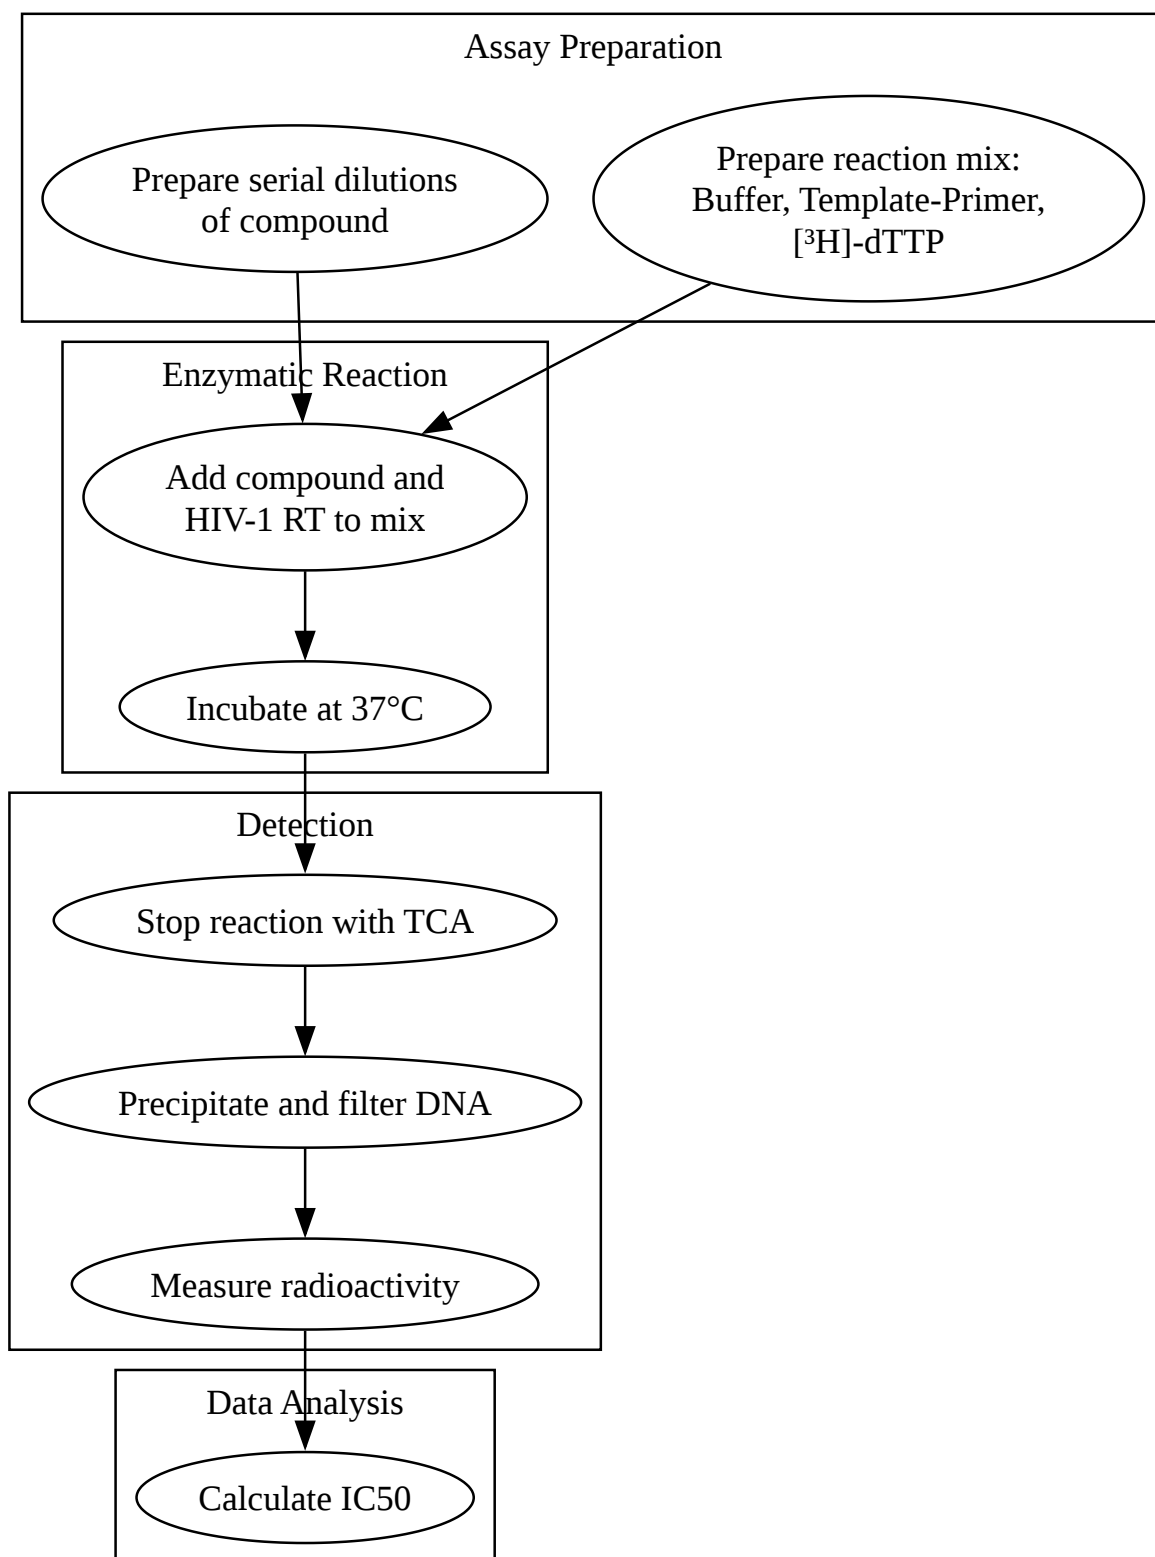 Assay Preparation
Prepare serial dilutions
of compound
Prepare reaction mix:
Buffer, Template-Primer,
[³H]-dTTP
Enzymatic Reaction
Add compound and
HIV-1 RT to mix
Incubate at 37°C
Detection
Stop reaction with TCA
Precipitate and filter DNA
Measure radioactivity
Data Analysis
Calculate IC50